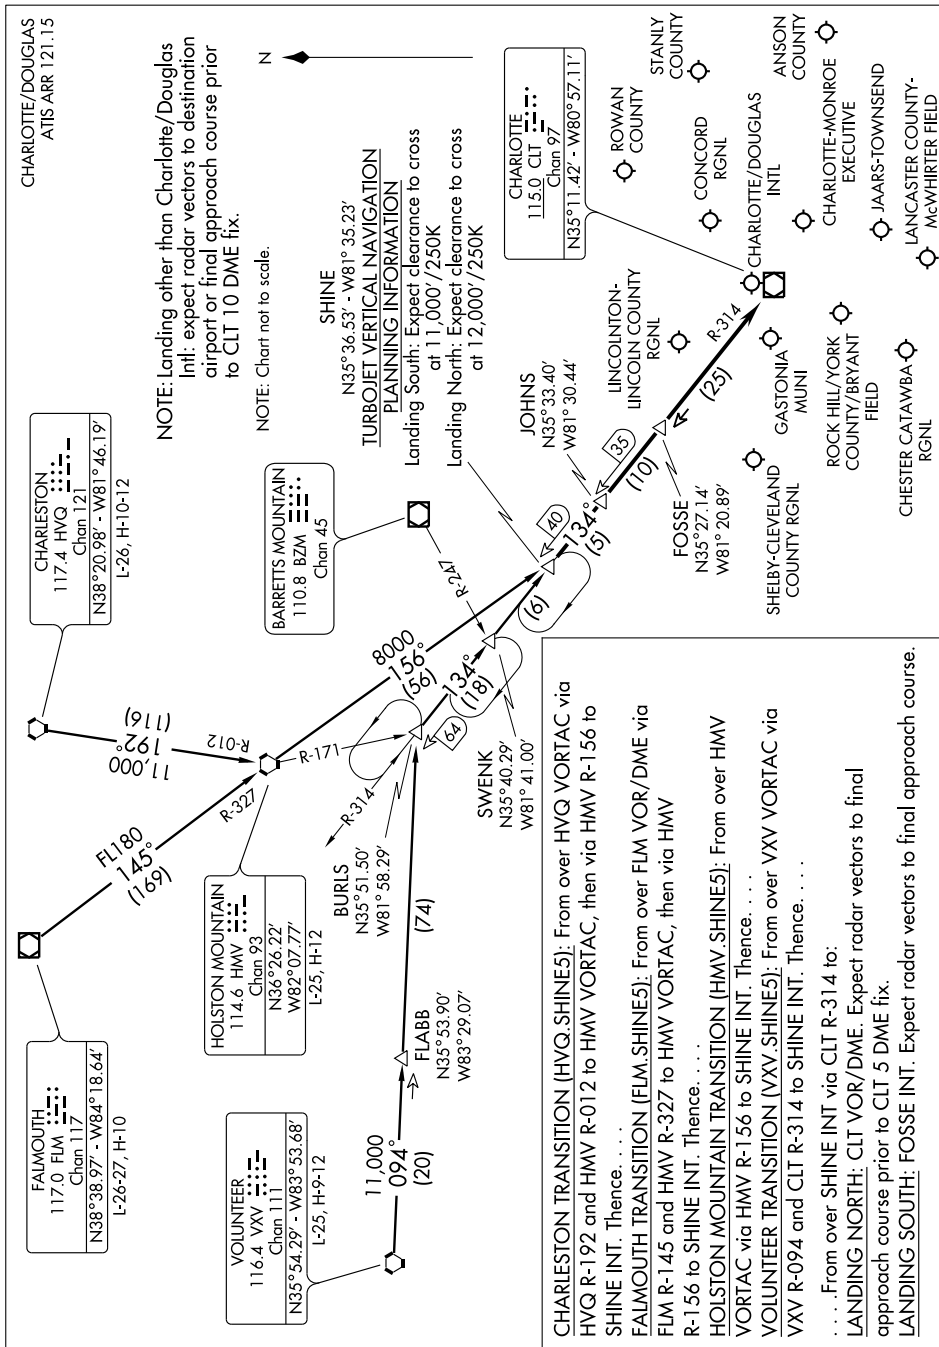 CHARLOTTE/DOUGLAS
ATIS ARR 121.15
NOTE: Landing other than Charlotte/Douglas
Intl: expect radar vectors to destination
airport or final approach course prior
to CLT 10 DME fix.
NOTE: Chart not to scale.
N
SHINE
N35°36.53' - W81° 35.23'
TURBOJET VERTICAL NAVIGATION
PLANNING INFORMATION
Landing South: Expect clearance to cross
at 11,000'/250K
Landing North: Expect clearance to cross
at 12,000'/250K
CHARLESTON
117.4 HVQ
Chan 121
N38°20.98' - W81°46.19'
L-26, H-10-12
BARRETTS MOUNTAIN
110.8 BZM
Chan 45
CHARLOTTE
115.0 CLT
Chan 97
N35°11.42' - W80°57.11'
FALMOUTH
117.0 FLM
Chan 117
N38°38.97' - W84°18.64'
L-26-27, H-10
HOLSTON MOUNTAIN
114.6 HMV
Chan 93
N36°26.22'
W82°07.77'
L-25, H-12
VOLUNTEER
116.4 VXV
Chan 111
N35°54.29' - W83°53.68'
L-25, H-9-12
FL180
145°
(169)
R-327
11,000
192°
(116)
R-012
8000
156°
(56)
R-171
R-247
R-314
11,000
094°
(20)
FLABB
N35°53.90'
W83°29.07'
(74)
BURLS
N35°51.50'
W81°58.29'
64
134°
(18)
SWENK
N35°40.29'
W81°41.00'
(6)
40
134°
(5)
JOHNS
N35°33.40'
W81°30.44'
35
(10)
FOSSE
N35°27.14'
W81°20.89'
(25)
R-314
STANLY
COUNTY
ROWAN
COUNTY
ANSON
COUNTY
CONCORD
RGNL
CHARLOTTE/DOUGLAS
INTL
CHARLOTTE-MONROE
EXECUTIVE
JAARS-TOWNSEND
LANCASTER COUNTY-
McWHIRTER FIELD
LINCOLNTON-
LINCOLN COUNTY
RGNL
GASTONIA
MUNI
ROCK HILL/YORK
COUNTY/BRYANT
FIELD
SHELBY-CLEVELAND
COUNTY RGNL
CHESTER CATAWBA
RGNL
CHARLESTON TRANSITION (HVQ.SHINE5): From over HVQ VORTAC via
HVQ R-192 and HMV R-012 to HMV VORTAC, then via HMV R-156 to
SHINE INT. Thence. . . .
FALMOUTH TRANSITION (FLM.SHINE5): From over FLM VOR/DME via
FLM R-145 and HMV R-327 to HMV VORTAC, then via HMV
R-156 to SHINE INT. Thence. . . .
HOLSTON MOUNTAIN TRANSITION (HMV.SHINE5): From over HMV
VORTAC via HMV R-156 to SHINE INT. Thence. . . .
VOLUNTEER TRANSITION (VXV.SHINE5): From over VXV VORTAC via
VXV R-094 and CLT R-314 to SHINE INT. Thence. . . .
. . . .From over SHINE INT via CLT R-314 to:
LANDING NORTH: CLT VOR/DME. Expect radar vectors to final
approach course prior to CLT 5 DME fix.
LANDING SOUTH: FOSSE INT. Expect radar vectors to final approach course.